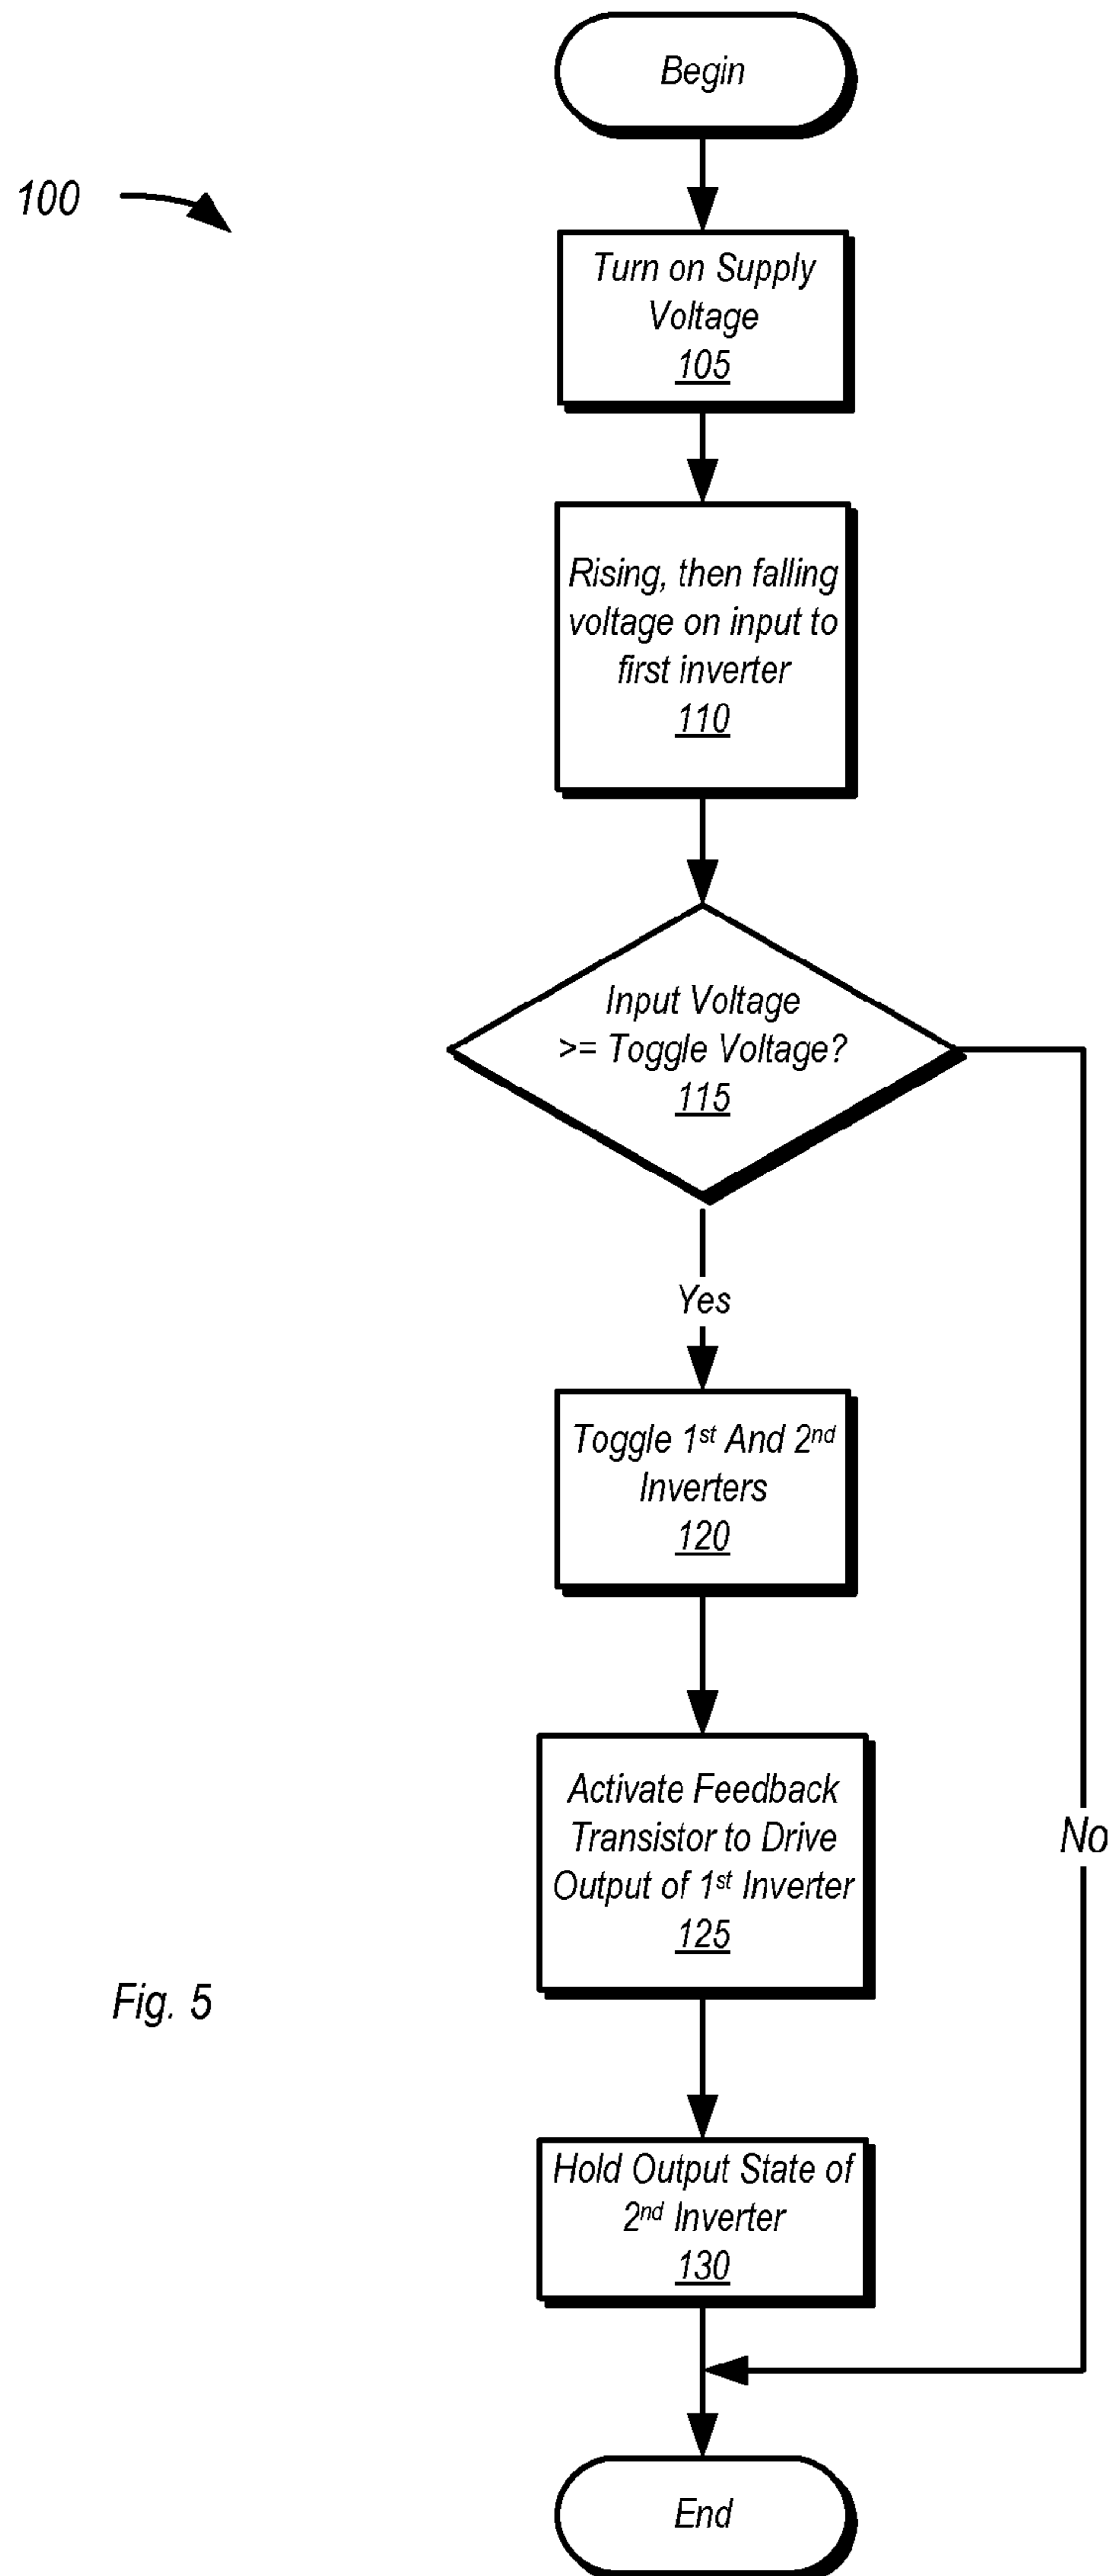 Begin
100
Turn on Supply
Voltage
105
Rising, then falling
voltage on input to
first inverter
110
Input Voltage
>= Toggle Voltage?
115
Yes
Toggle 1st And 2nd
Inverters
120
Activate Feedback
Transistor to Drive
Output of 1st Inverter
125
No
Fig. 5
Hold Output State of
2nd Inverter
130
End